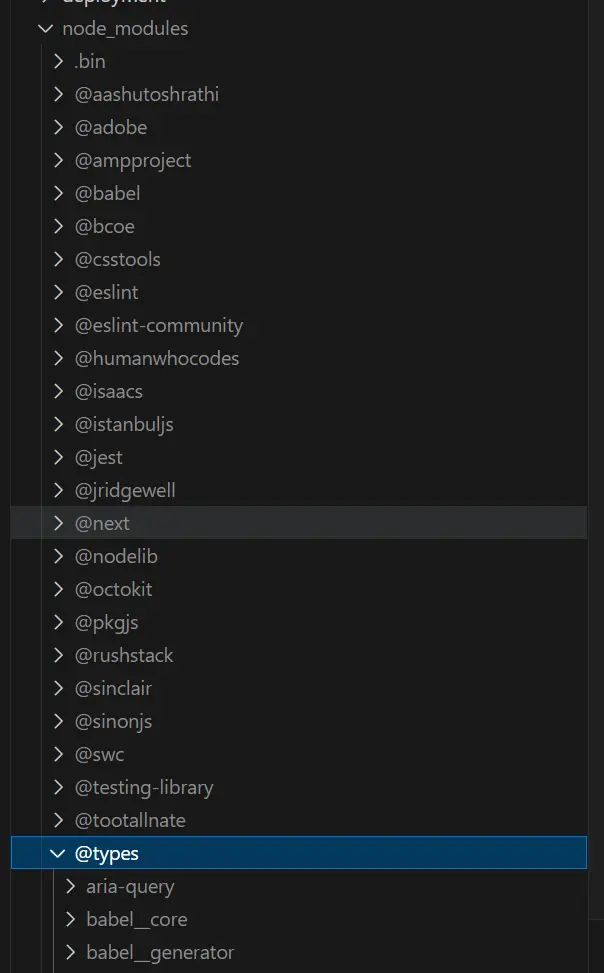 deployment
node_modules
.bin
@aashutoshrathi
@adobe
@ampproject
@babel
@bcoe
@csstools
@eslint
@eslint-community
@humanwhocodes
@isaacs
@istanbuljs
@jest
@jridgewell
@next
@nodelib
@octokit
@pkgjs
@rushstack
@sinclair
@sinonjs
@swc
@testing-library
@tootallnate
@types
aria-query
babel__core
babel__generator